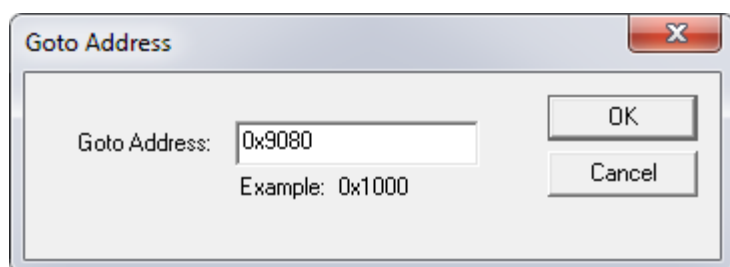 Goto Address
Goto Address: 0x9080
Example: 0x1000
OK
Cancel